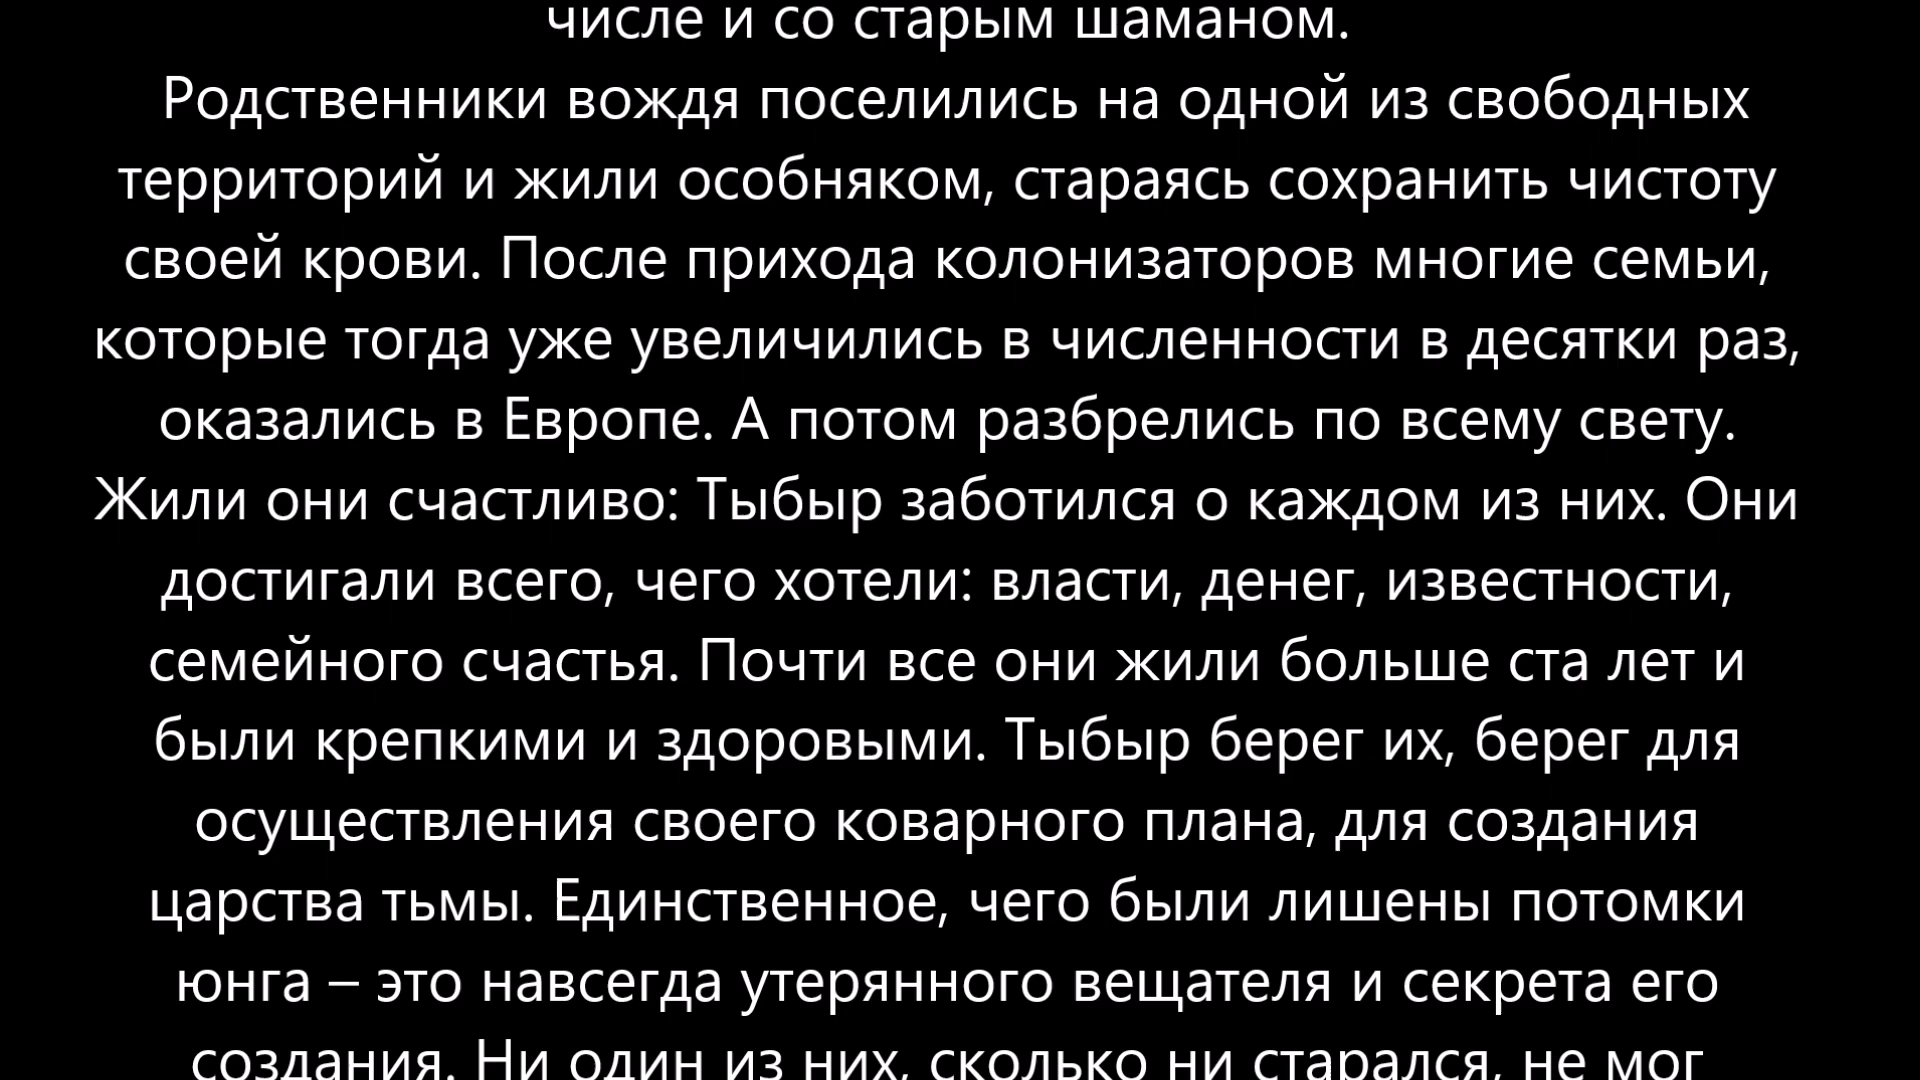 числе и со старым шаманом.
Родственники вождя поселились на одной из свободных
территорий и жили особняком, стараясь сохранить чистоту
своей крови. После прихода колонизаторов многие семьи,
которые тогда уже увеличились в численности в десятки раз,
оказались в Европе. А потом разбрелись по всему свету.
Жили они счастливо: Тыбыр заботился о каждом из них. Они
достигали всего, чего хотели: власти, денег, известности,
семейного счастья. Почти все они жили больше ста лет и
были крепкими и здоровыми. Тыбыр берег их, берег для
осуществления своего коварного плана, для создания
царства тьмы. Единственное, чего были лишены потомки
юнга – это навсегда утерянного вещателя и секрета его
создания. Ни один из них, сколько ни старался, не мог